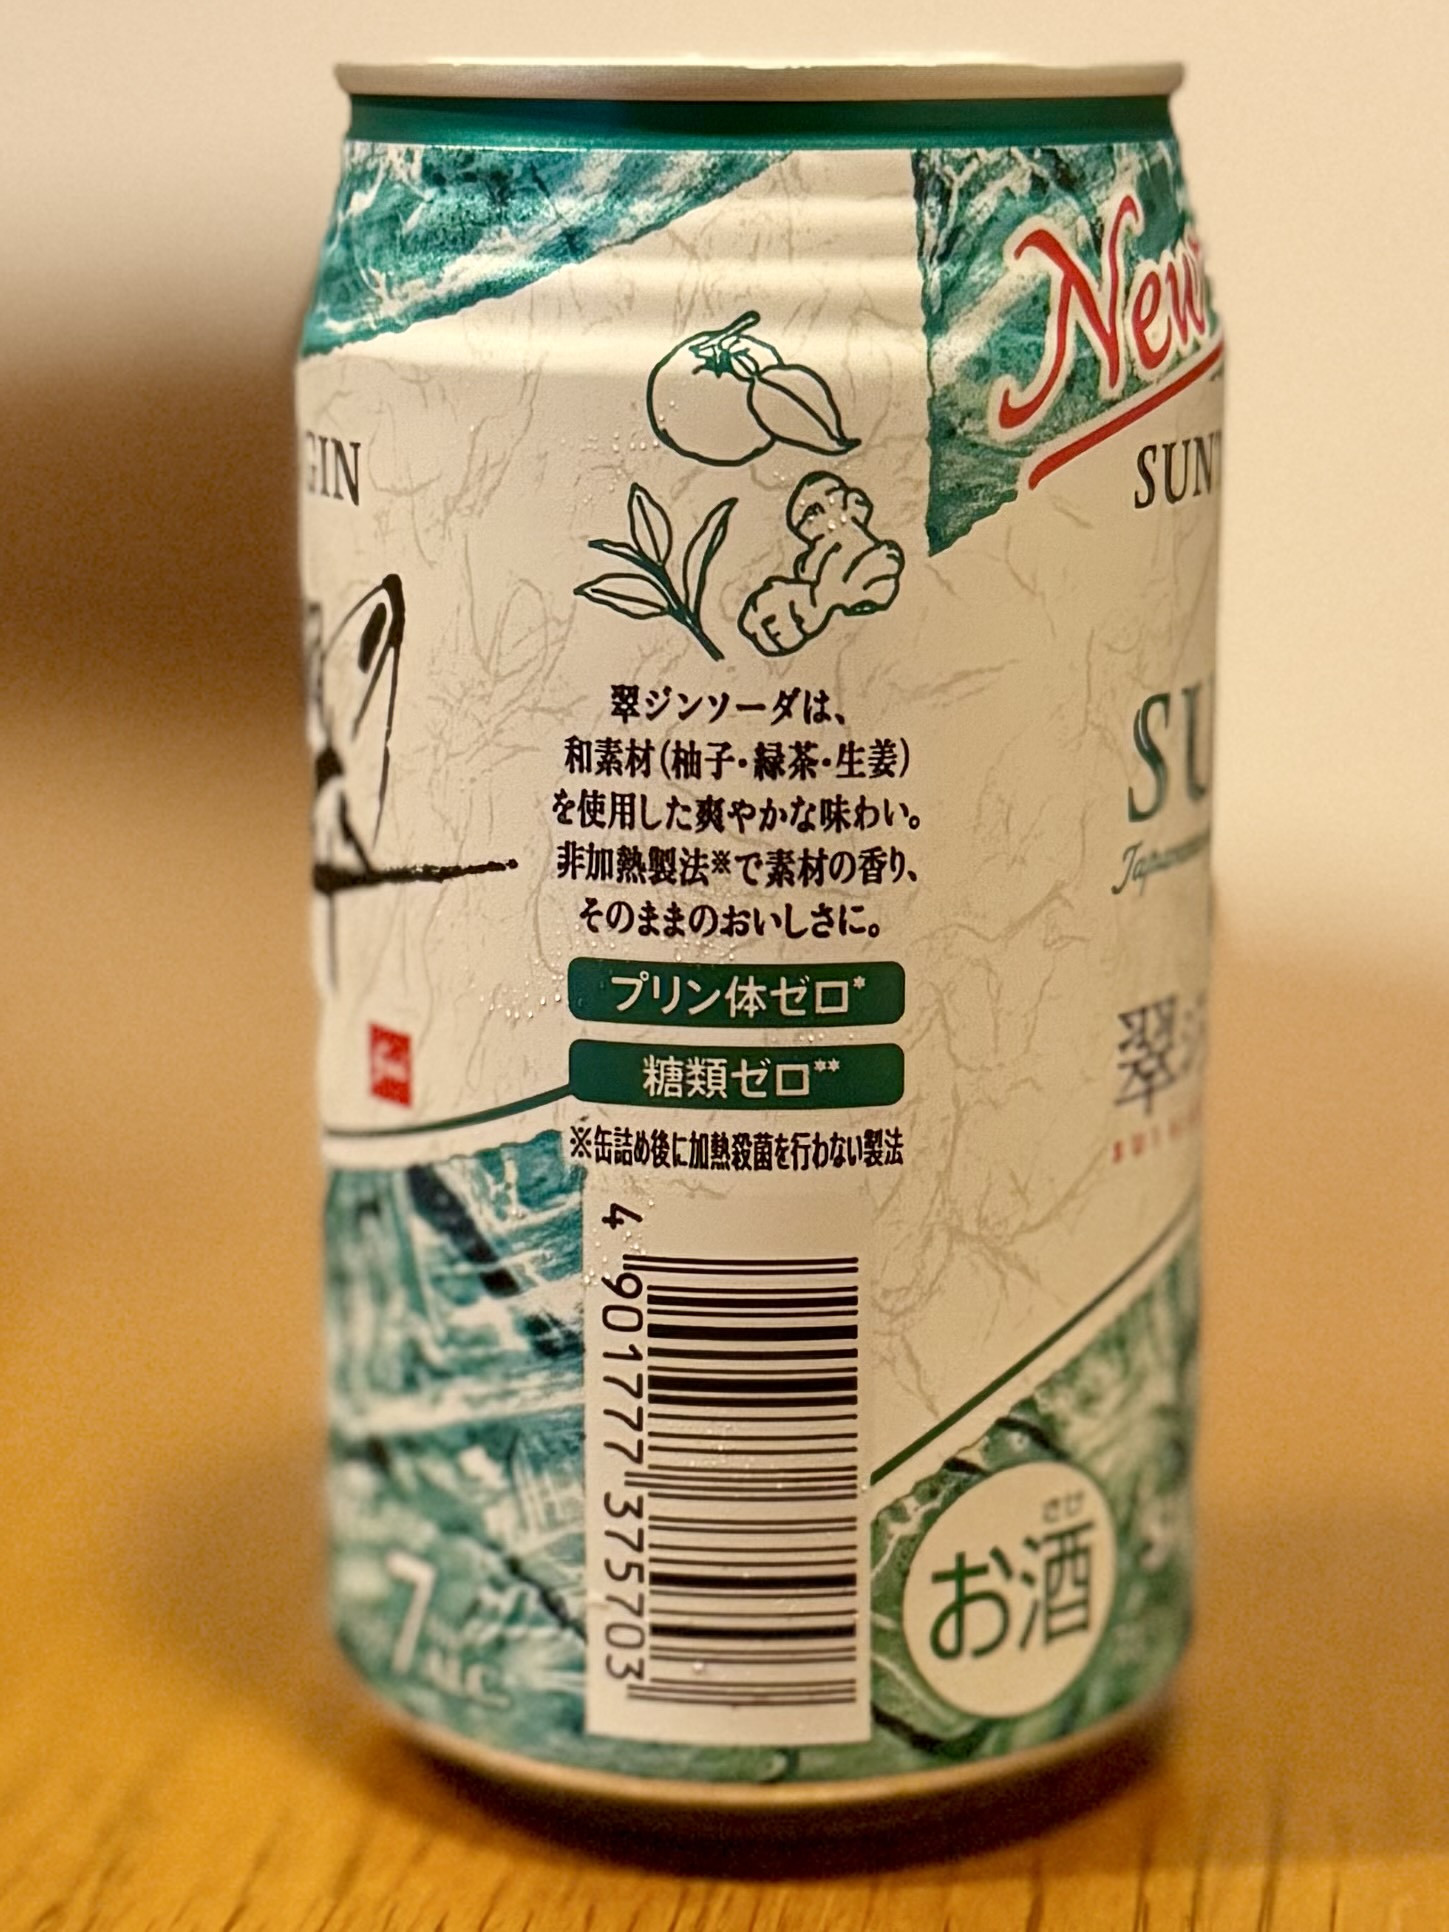 New
GIN
翠ジンソーダは、
和素材(柚子・緑茶・生姜)
を使用した爽やかな味わい。
非加熱製法※で素材の香り、
そのままのおいしさに。
プリン体ゼロ*
糖類ゼロ**
※缶詰め後に加熱殺菌を行わない製法
4 901777 375703
SUN
SU
翠
7
さけ
お酒